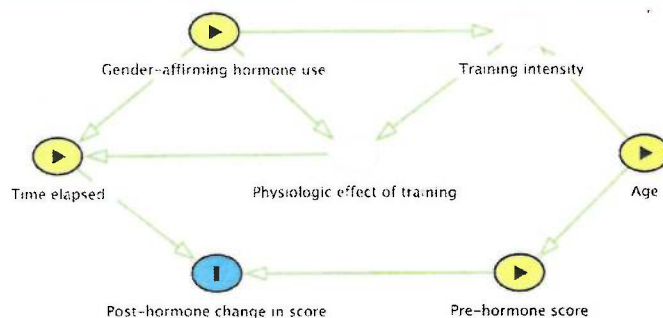 Gender-affirming hormone use
Training intensity
Time elapsed
Physiologic effect of training
Age
Post-hormone change in score
Pre-hormone score